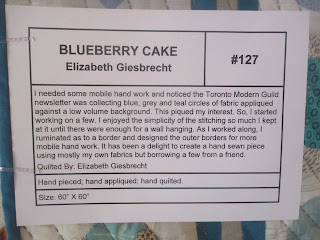 BLUEBERRY CAKE
Elizabeth Giesbrecht
#127
I needed some mobile hand work and noticed the Toronto Modern Guild
newsletter was collecting blue, grey and teal circles of fabric appliqued
against a low volume background. This piqued my interest. So, I started
working on a few. I enjoyed the simplicity of the stitching so much I kept
at it until there were enough for a wall hanging. As I worked along, I
ruminated as to a border and designed the outer borders for more
mobile hand work. It has been a delight to create a hand sewn piece
using mostly my own fabrics but borrowing a few from a friend.
Quilted By: Elizabeth Giesbrecht
Hand pieced; hand appliqued; hand quilted.
Size: 60" X 60"